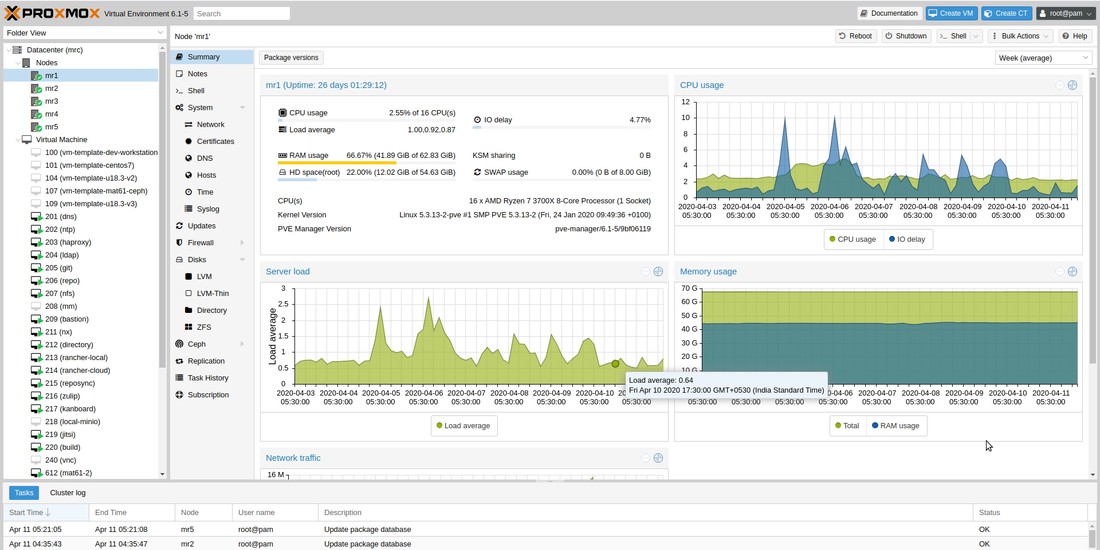 PROXMOX Virtual Environment 6.1-5 Search Documentation Create VM Create CT root@pam
Folder View
Node 'mr1' Reboot Shutdown Shell Bulk Actions Help
Datacenter (mrc)
Nodes
mr1
mr2
mr3
mr4
mr5
Virtual Machine
100 (vm-template-dev-workstation
101 (vm-template-centos7)
104 (vm-template-u18.3-v2)
107 (vm-template-mat61-ceph)
109 (vm-template-u18.3-v3)
201 (dns)
202 (ntp)
203 (haproxy)
204 (ldap)
205 (git)
206 (repo)
207 (nfs)
208 (mm)
209 (bastion)
211 (nx)
212 (directory)
213 (rancher-local)
214 (rancher-cloud)
215 (reposync)
216 (zulip)
217 (kanboard)
218 (local-minio)
219 (jitsi)
220 (build)
240 (vnc)
612 (mat61-2)
Summary
Notes
Shell
System
Network
Certificates
DNS
Hosts
Time
Syslog
Updates
Firewall
Disks
LVM
LVM-Thin
Directory
ZFS
Ceph
Replication
Task History
Subscription
Package versions Week (average)
mr1 (Uptime: 26 days 01:29:12)
CPU usage 2.55% of 16 CPU(s)
IO delay 4.77%
Load average 1.00,0.92,0.87
RAM usage 66.67% (41.89 GiB of 62.83 GiB)
KSM sharing 0 B
HD space(root) 22.00% (12.02 GiB of 54.63 GiB)
SWAP usage 0.00% (0 B of 8.00 GiB)
CPU(s) 16 x AMD Ryzen 7 3700X 8-Core Processor (1 Socket)
Kernel Version Linux 5.3.13-2-pve #1 SMP PVE 5.3.13-2 (Fri, 24 Jan 2020 09:49:36 +0100)
PVE Manager Version pve-manager/6.1-5/9bf06119
CPU usage
12
10
8
6
4
2
0
2020-04-03 2020-04-04 2020-04-05 2020-04-06 2020-04-07 2020-04-08 2020-04-09 2020-04-10 2020-04-11
05:30:00 05:30:00 05:30:00 05:30:00 05:30:00 05:30:00 05:30:00 05:30:00 05:30:00
CPU usage IO delay
Server load
Load average
3
2.5
2
1.5
1
0.5
0
2020-04-03 2020-04-04 2020-04-05 2020-04-06 2020-04-07 2020-04-08 2020-04-09
05:30:00 05:30:00 05:30:00 05:30:00 05:30:00 05:30:00 05:30:00 05:30:00 05:30:00
Load average: 0.64
Fri Apr 10 2020 17:30:00 GMT+0530 (India Standard Time)
Load average
Memory usage
70 G
60 G
50 G
40 G
30 G
20 G
10 G
2020-04-07 2020-04-08 2020-04-09 2020-04-10 2020-04-11
05:30:00 05:30:00 05:30:00 05:30:00 05:30:00 05:30:00 05:30:00 05:30:00 05:30:00
Total RAM usage
Network traffic
16 M
Tasks Cluster log
Start Time End Time Node User name Description Status
Apr 11 05:21:05 Apr 11 05:21:08 mr5 root@pam Update package database OK
Apr 11 04:35:43 Apr 11 04:35:47 mr2 root@pam Update package database OK